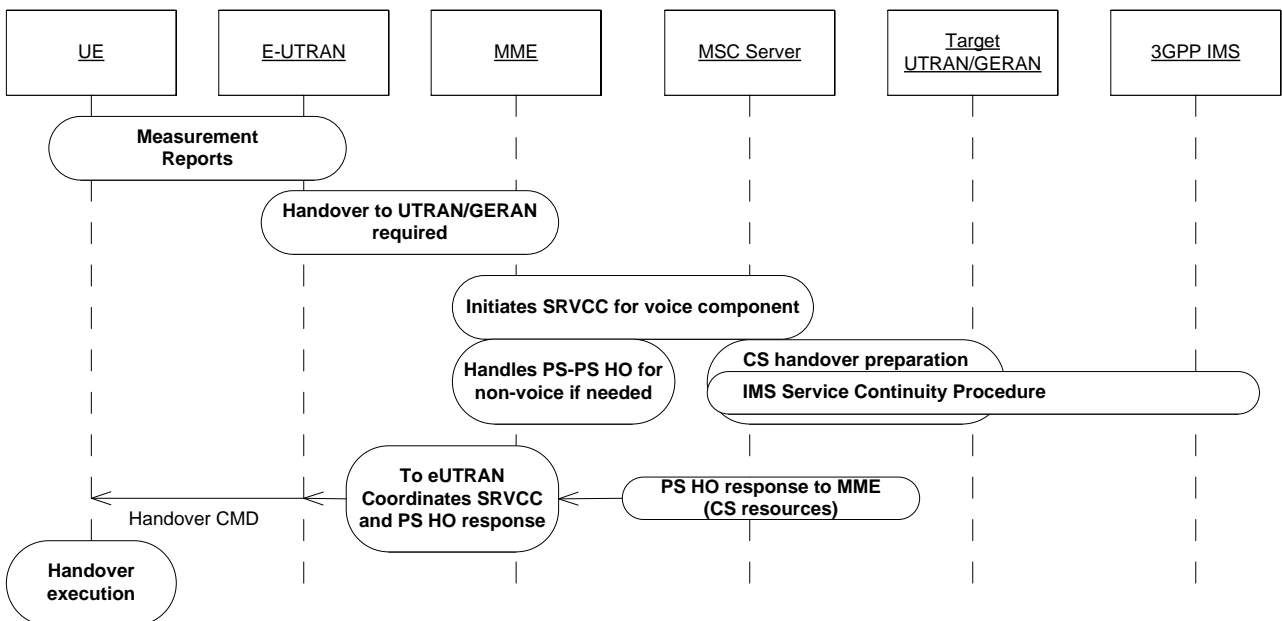 UE
E-UTRAN
MME
MSC Server
Target
UTRAN/GERAN
3GPP IMS
Measurement
Reports
Handover to UTRAN/GERAN
required
Initiates SRVCC for voice component
Handles PS-PS HO for
non-voice if needed
CS handover preparation
IMS Service Continuity Procedure
To eUTRAN
Coordinates SRVCC
and PS HO response
PS HO response to MME
(CS resources)
Handover CMD
Handover
execution